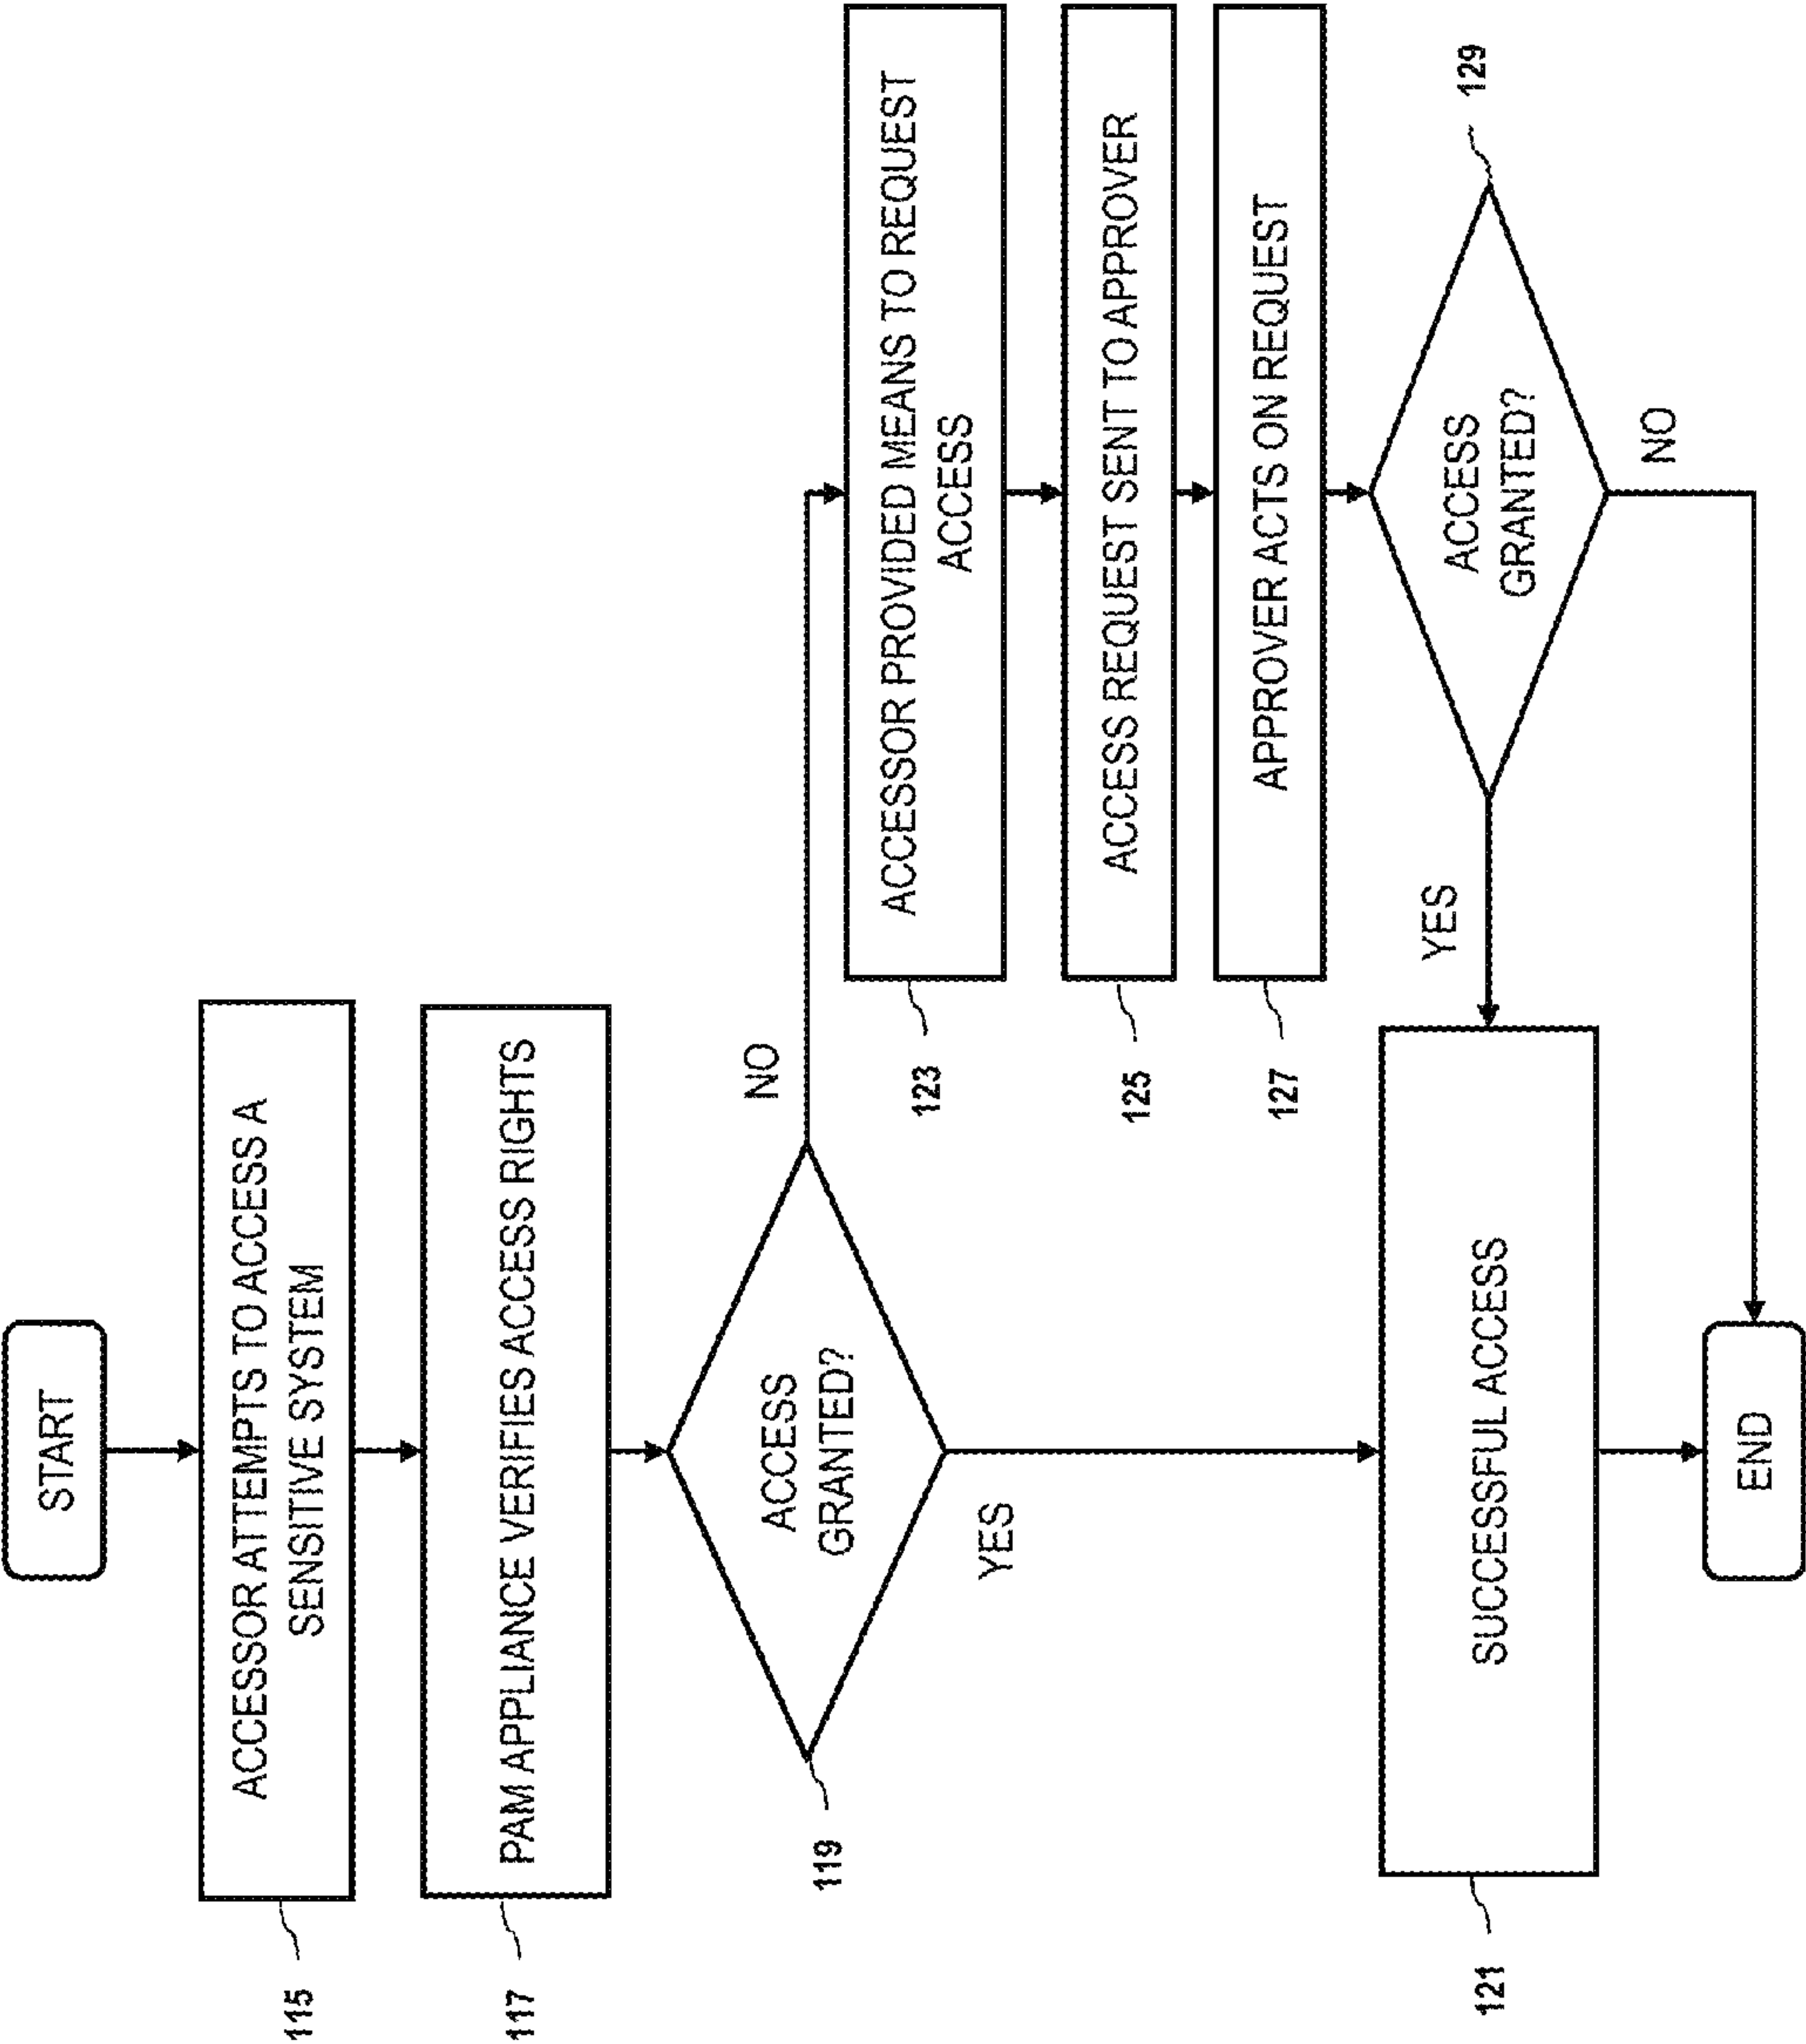 START
ACCESSOR ATTEMPTS TO ACCESS A
SENSITIVE SYSTEM
115
PAM APPLIANCE VERIFIES ACCESS RIGHTS
117
ACCESS
GRANTED?
119
NO
YES
ACCESSOR PROVIDED MEANS TO REQUEST
ACCESS
123
ACCESS REQUEST SENT TO APPROVER
125
APPROVER ACTS ON REQUEST
127
ACCESS
GRANTED?
129
YES
NO
SUCCESSFUL ACCESS
121
END